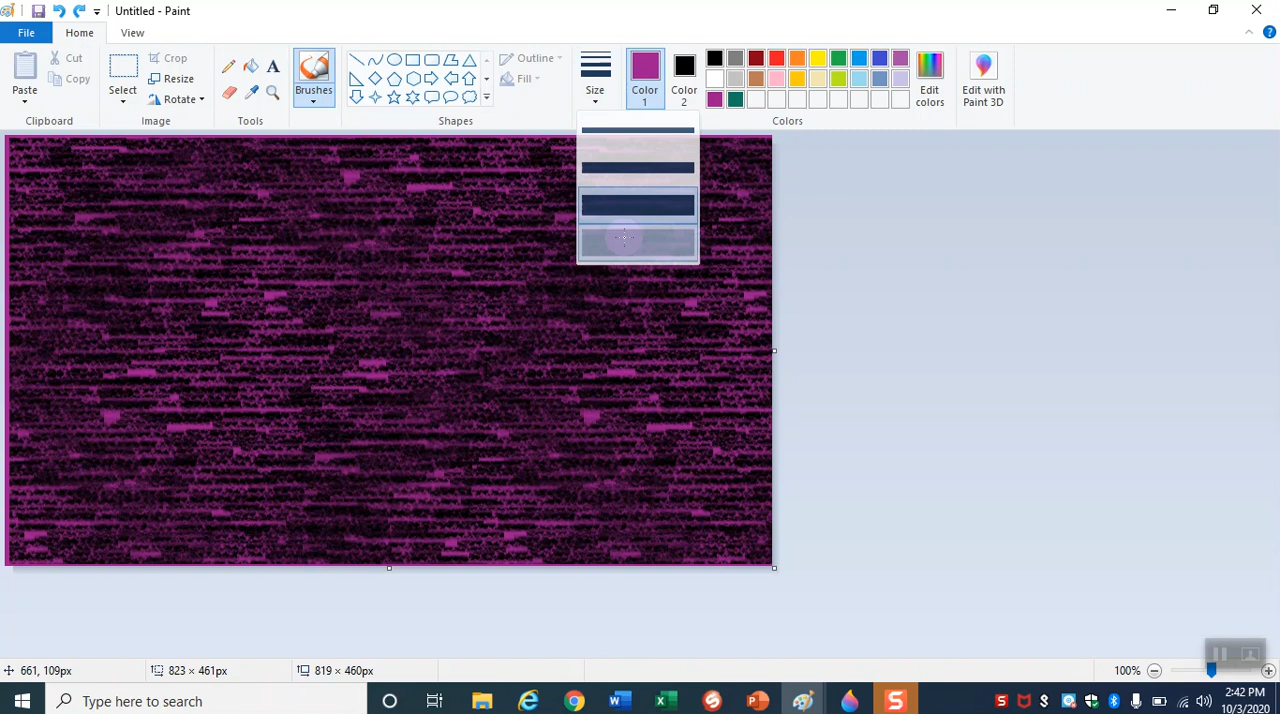 Untitled - Paint
File Home View
Paste
Cut
Copy
Clipboard
Select
Crop
Resize
Rotate
Image
A
Tools
Brushes
Shapes
Outline
Fill
Size
Color 1
Color 2
Colors
Edit colors
Edit with Paint 3D
661, 109px
823 × 461px
819 × 460px
100%
Type here to search
2:42 PM
10/3/2020